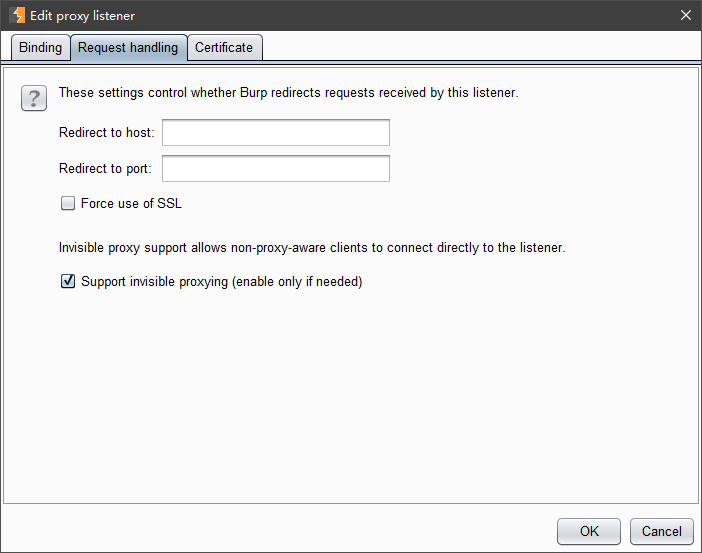 Edit proxy listener
Binding
Request handling
Certificate
?
These settings control whether Burp redirects requests received by this listener.
Redirect to host:
Redirect to port:
Force use of SSL
Invisible proxy support allows non-proxy-aware clients to connect directly to the listener.
Support invisible proxying (enable only if needed)
OK
Cancel